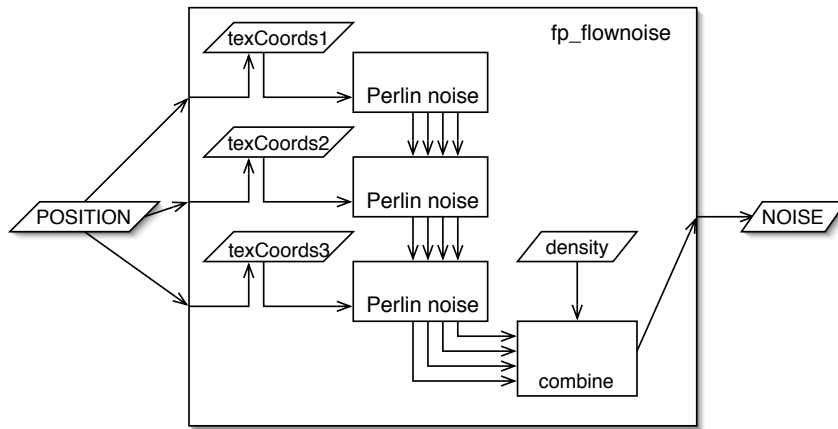 texCoords1
fp_flownoise
Perlin noise
texCoords2
Perlin noise
POSITION
NOISE
texCoords3
density
Perlin noise
combine